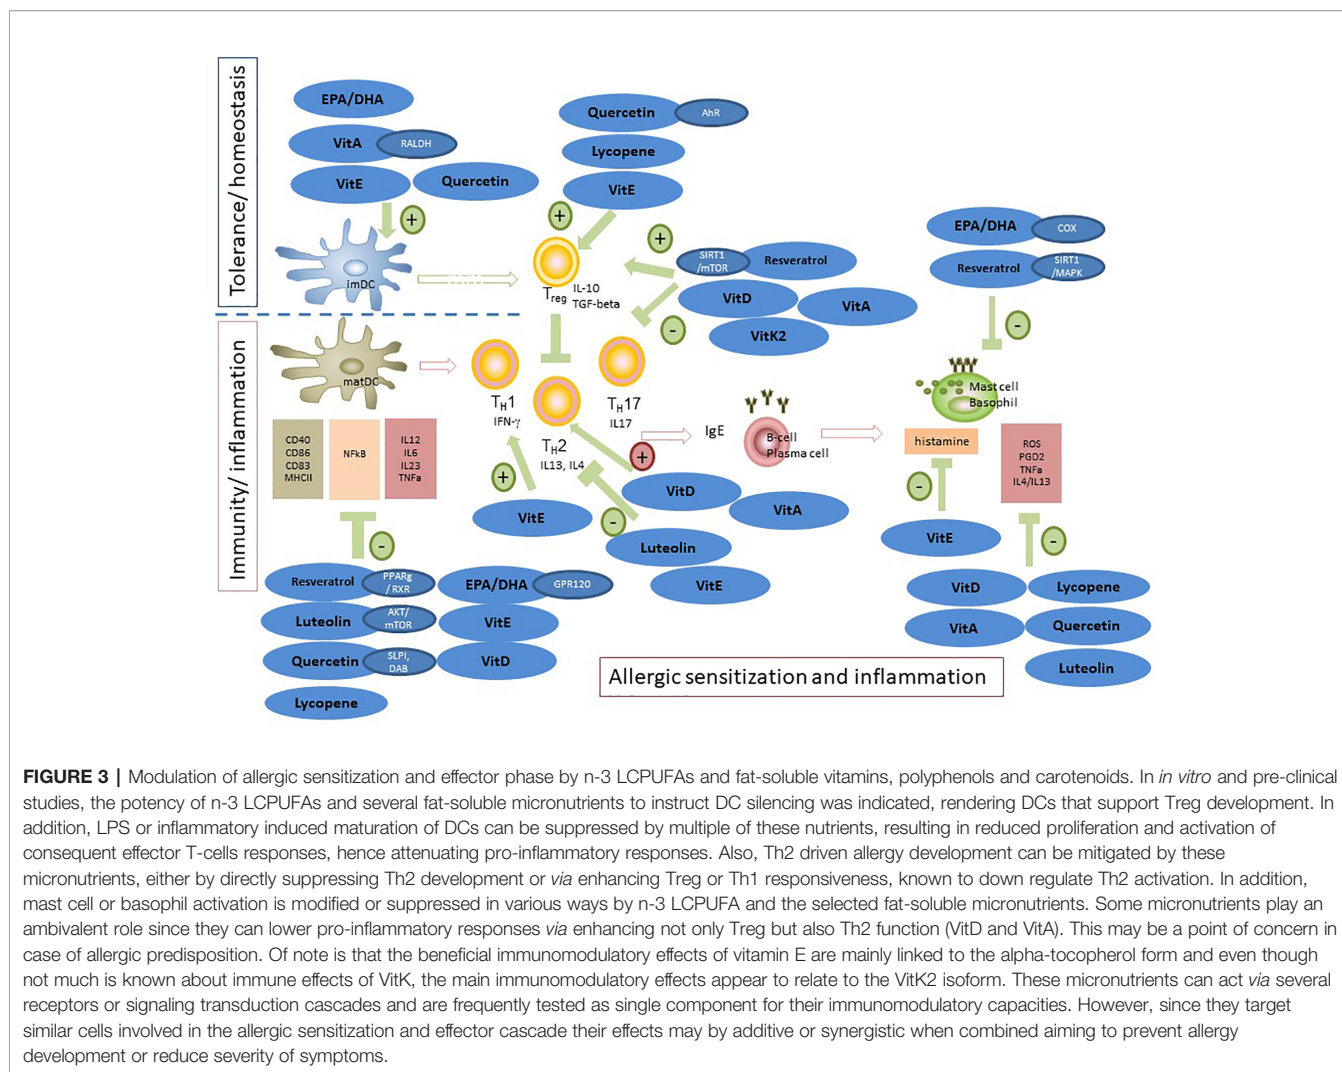 Tolerance/ homeostasis
EPA/DHA
VitA
RALDH
VitE
Quercetin
+
imDC
Quercetin
AhR
Lycopene
VitE
+
+
Treg
IL-10
TGF-beta
SIRT1
/mTOR
Resveratrol
VitD
VitA
VitK2
-
EPA/DHA
COX
Resveratrol
SIRT1
/MAPK
-
Immunity/ inflammation
matDC
CD40
CD86
CD83
MHCII
NFkB
IL12
IL6
IL23
TNFa
-
TH1
IFN-γ
TH2
IL13, IL4
TH17
IL17
+
+
-
VitE
VitD
VitA
Luteolin
VitE
IgE
B-cell
Plasma cell
Mast cell
Basophil
histamine
ROS
PGD2
TNFa
IL4/IL13
-
-
VitE
VitD
VitA
Lycopene
Quercetin
Luteolin
Resveratrol
PPARg
/RXR
Luteolin
AKT/
mTOR
Quercetin
SLPI,
DAB
Lycopene
EPA/DHA
GPR120
VitE
VitD
Allergic sensitization and inflammation
FIGURE 3 | Modulation of allergic sensitization and effector phase by n-3 LCPUFAs and fat-soluble vitamins, polyphenols and carotenoids. In in vitro and pre-clinical
studies, the potency of n-3 LCPUFAs and several fat-soluble micronutrients to instruct DC silencing was indicated, rendering DCs that support Treg development. In
addition, LPS or inflammatory induced maturation of DCs can be suppressed by multiple of these nutrients, resulting in reduced proliferation and activation of
consequent effector T-cells responses, hence attenuating pro-inflammatory responses. Also, Th2 driven allergy development can be mitigated by these
micronutrients, either by directly suppressing Th2 development or via enhancing Treg or Th1 responsiveness, known to down regulate Th2 activation. In addition,
mast cell or basophil activation is modified or suppressed in various ways by n-3 LCPUFA and the selected fat-soluble micronutrients. Some micronutrients play an
ambivalent role since they can lower pro-inflammatory responses via enhancing not only Treg but also Th2 function (VitD and VitA). This may be a point of concern in
case of allergic predisposition. Of note is that the beneficial immunomodulatory effects of vitamin E are mainly linked to the alpha-tocopherol form and even though
not much is known about immune effects of VitK, the main immunomodulatory effects appear to relate to the VitK2 isoform. These micronutrients can act via several
receptors or signaling transduction cascades and are frequently tested as single component for their immunomodulatory capacities. However, since they target
similar cells involved in the allergic sensitization and effector cascade their effects may by additive or synergistic when combined aiming to prevent allergy
development or reduce severity of symptoms.